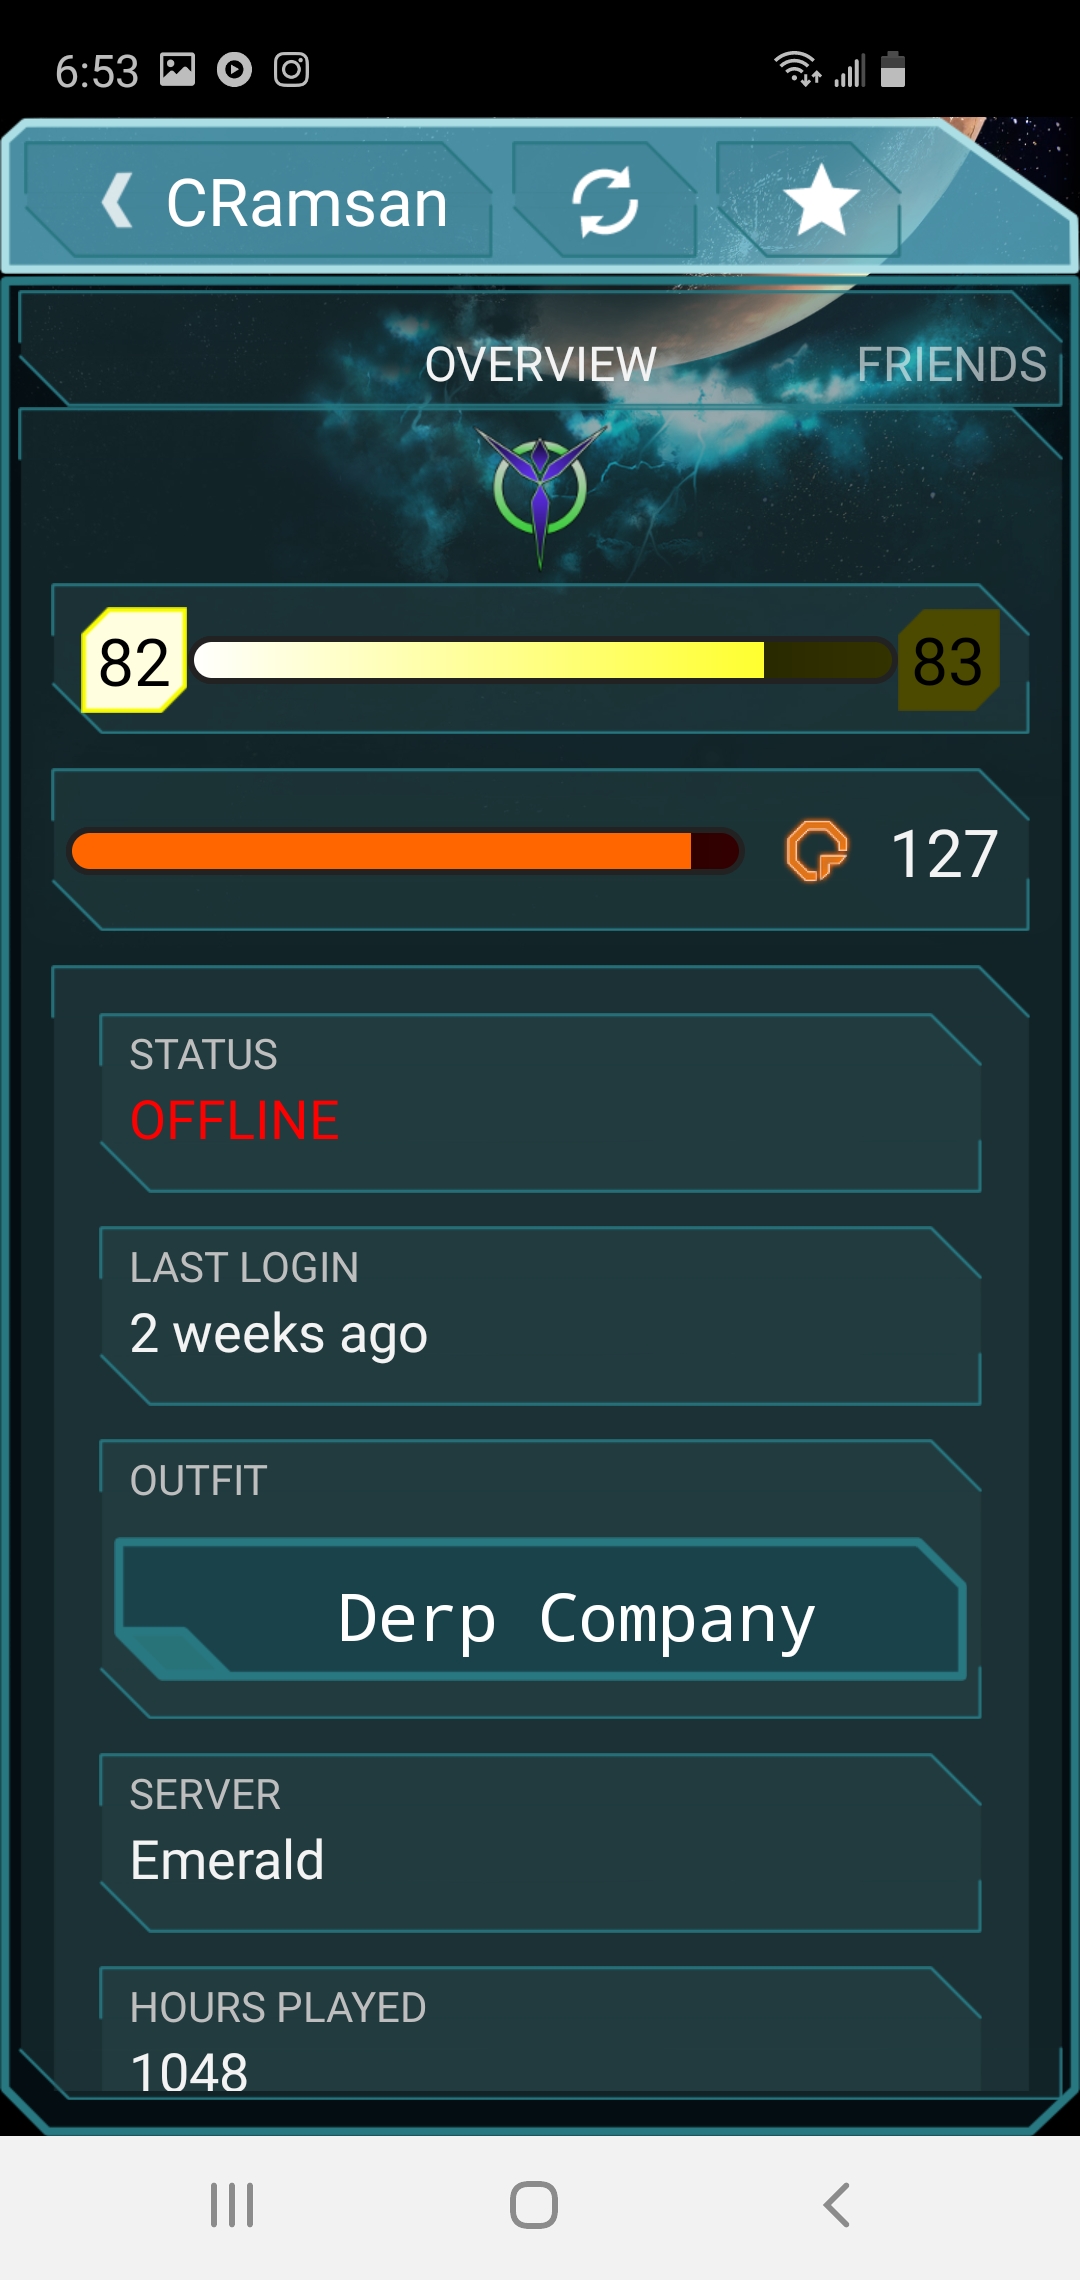 6:53
CRamsan
OVERVIEW
FRIENDS
82
83
127
STATUS
OFFLINE
LAST LOGIN
2 weeks ago
OUTFIT
Derp Company
SERVER
Emerald
HOURS PLAYED
1048